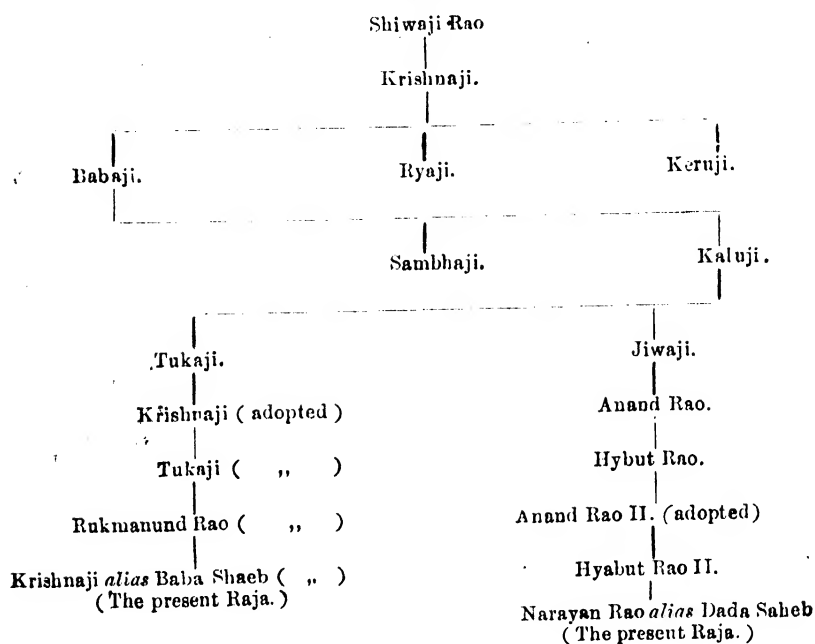 Shiwaji Rao
Krishnaji.
Babaji. Ryaji. Keruji.
Sambhaji. Kaluji.
Tukaji. Jiwaji.
Krishnaji ( adopted ) Anand Rao.
Tukaji ( „ ) Hybut Rao.
Rukmanund Rao ( „ ) Anand Rao II. (adopted)
Krishnaji alias Baba Shaeb ( „ ) Hyabut Rao II.
( The present Raja. ) Narayan Rao alias Dada Saheb
( The present Raja. )